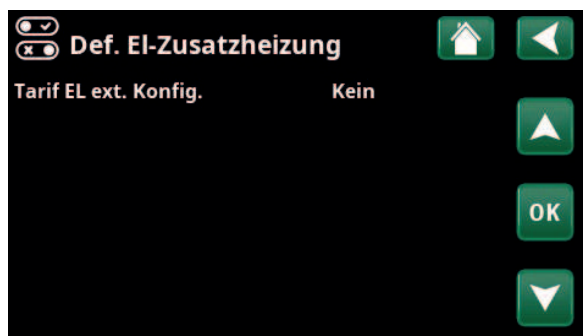 Def. El-Zusatzheizung
Tarif EL ext. Konfig. Kein
OK